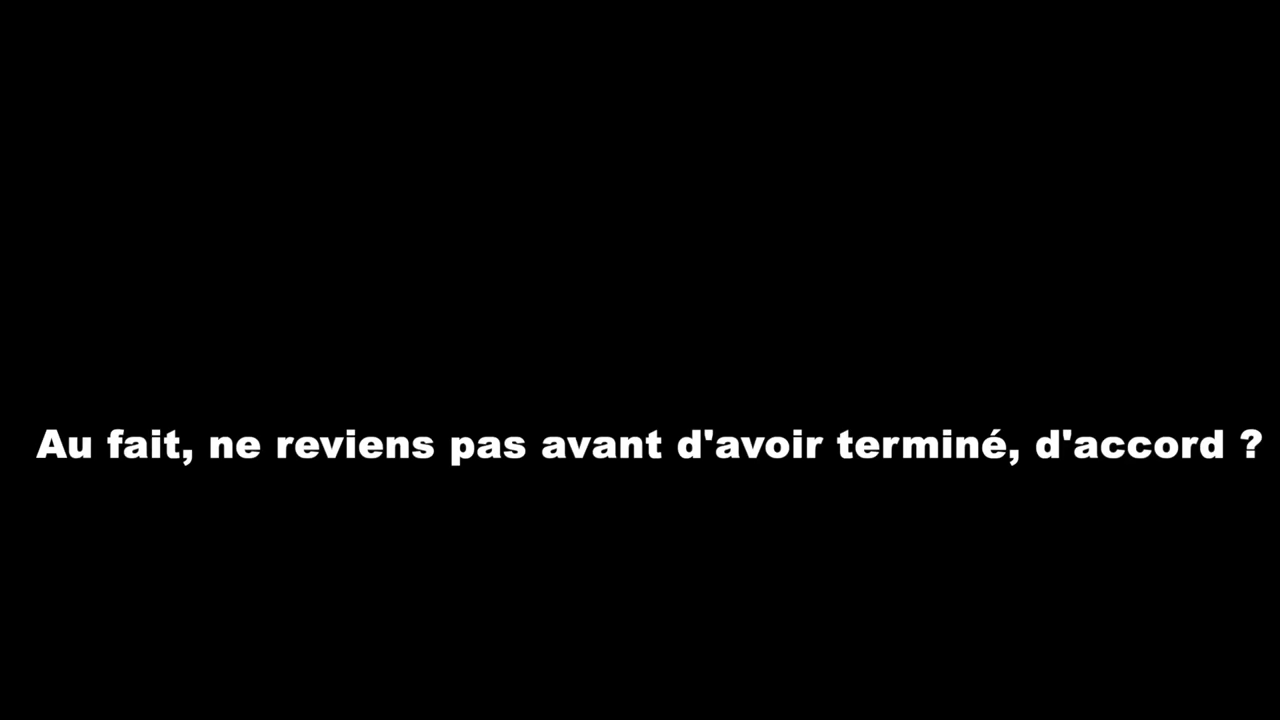 Au fait, ne reviens pas avant d'avoir terminé, d'accord ?